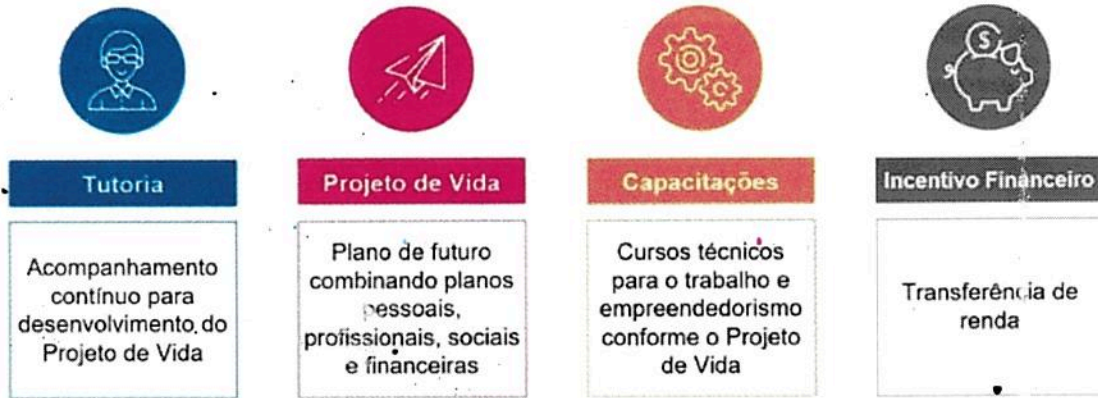 Tutoria
Acompanhamento
contínuo para
desenvolvimento do
Projeto de Vida
Projeto de Vida
Plano de futuro
combinando planos
pessoais,
profissionais, sociais
e financeiras
Capacitações
Cursos técnicos
para o trabalho e
empreendedorismo
conforme o Projeto
de Vida
Incentivo Financeiro
$
Transferência de
renda